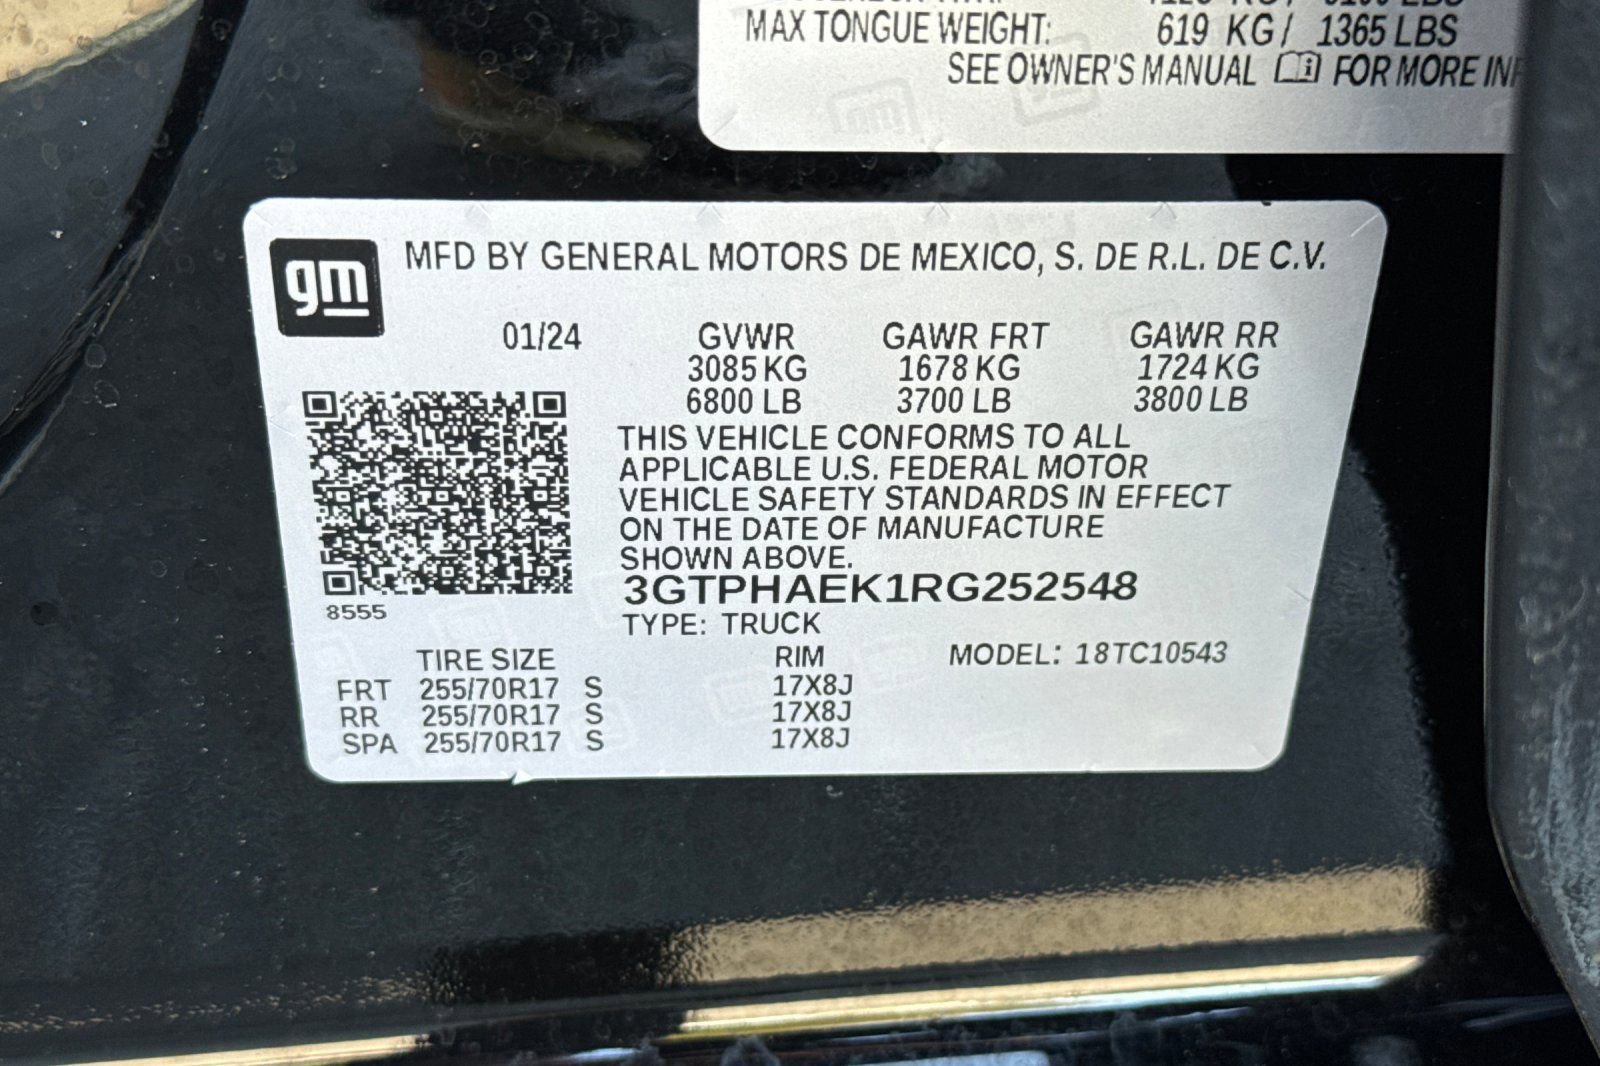 MAX TONGUE WEIGHT: 619 KG / 1365 LBS
SEE OWNER'S MANUAL FOR MORE
gm MFD BY GENERAL MOTORS DE MEXICO, S. DE R.L. DE C.V.
01/24 GVWR GAWR FRT GAWR RR
3085 KG 1678 KG 1724 KG
6800 LB 3700 LB 3800 LB
THIS VEHICLE CONFORMS TO ALL
APPLICABLE U.S. FEDERAL MOTOR
VEHICLE SAFETY STANDARDS IN EFFECT
ON THE DATE OF MANUFACTURE
SHOWN ABOVE.
3GTPHAEK1RG252548
8555
TYPE: TRUCK
TIRE SIZE RIM MODEL: 18TC10543
FRT 255/70R17 S 17X8J
RR 255/70R17 S 17X8J
SPA 255/70R17 S 17X8J